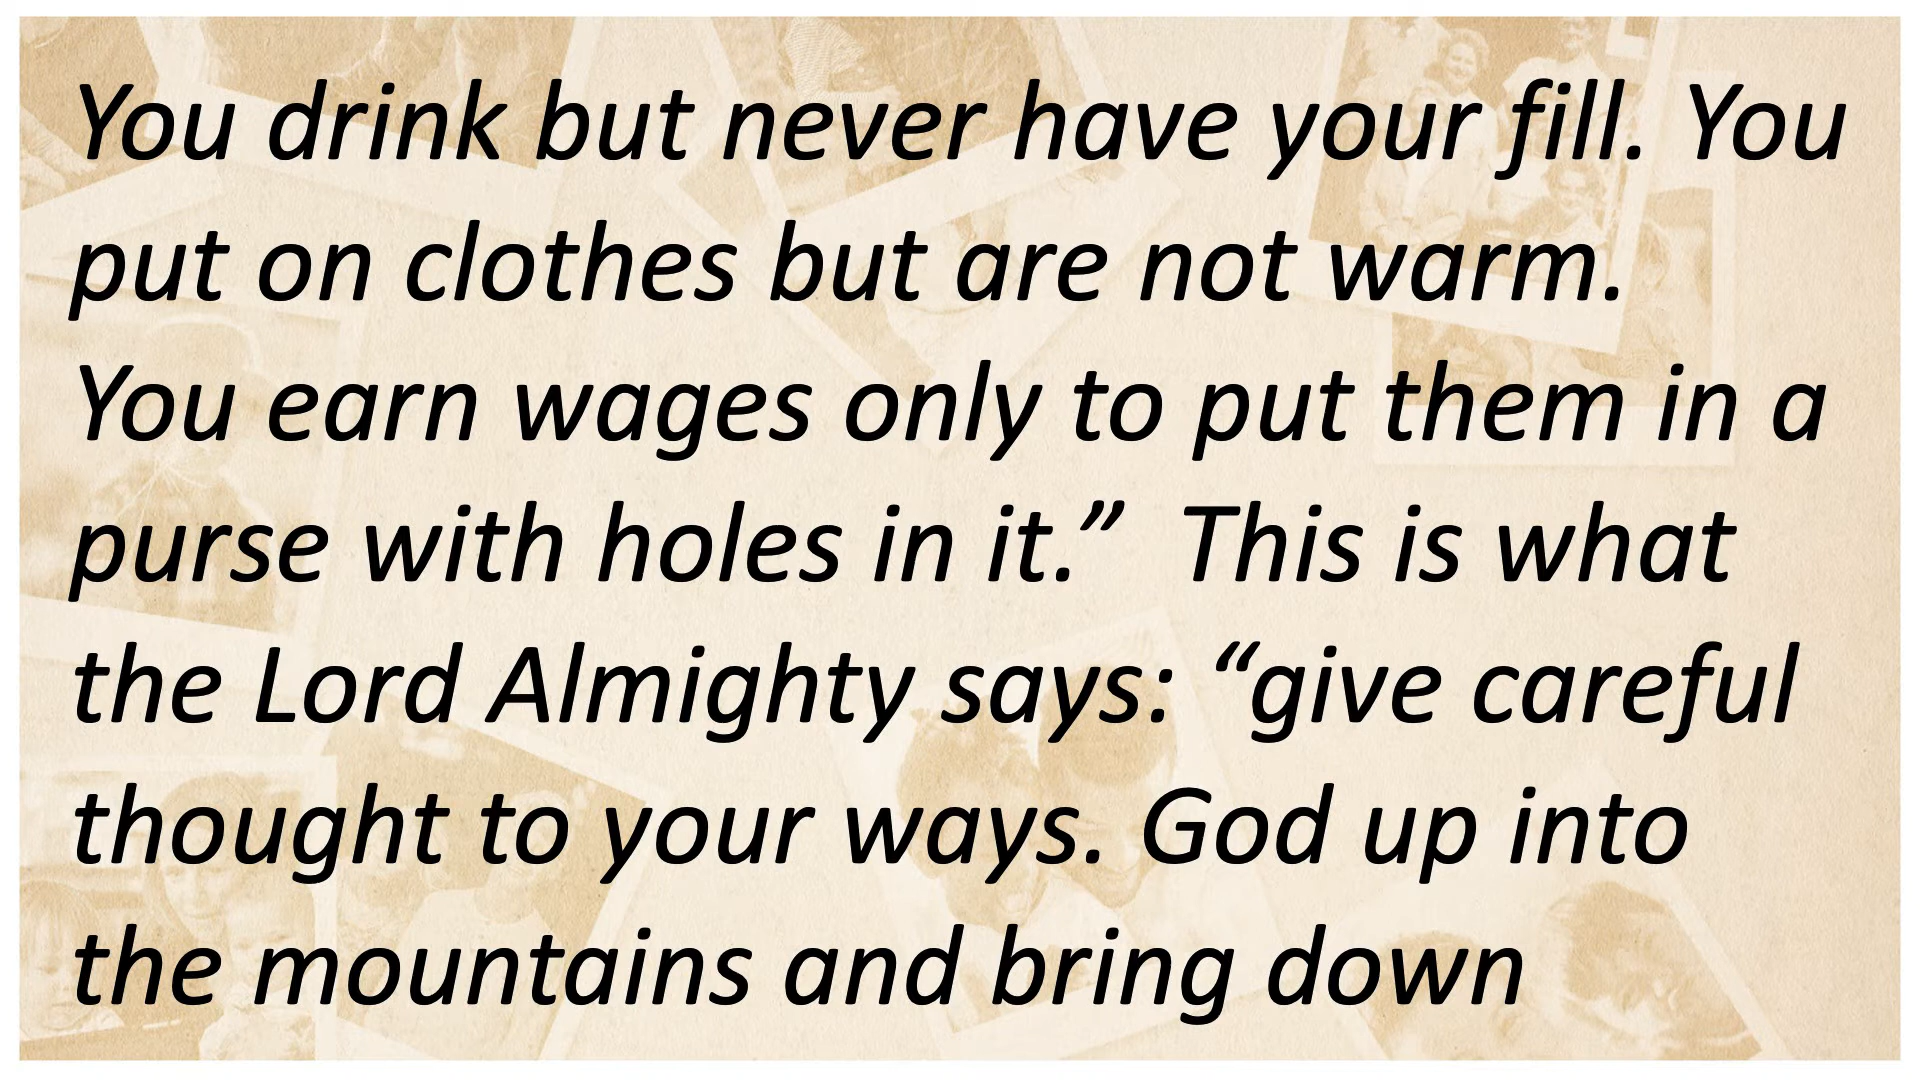 You drink but never have your fill. You
put on clothes but are not warm.
You earn wages only to put them in a
purse with holes in it.”  This is what
the Lord Almighty says: “give careful
thought to your ways. God up into
the mountains and bring down